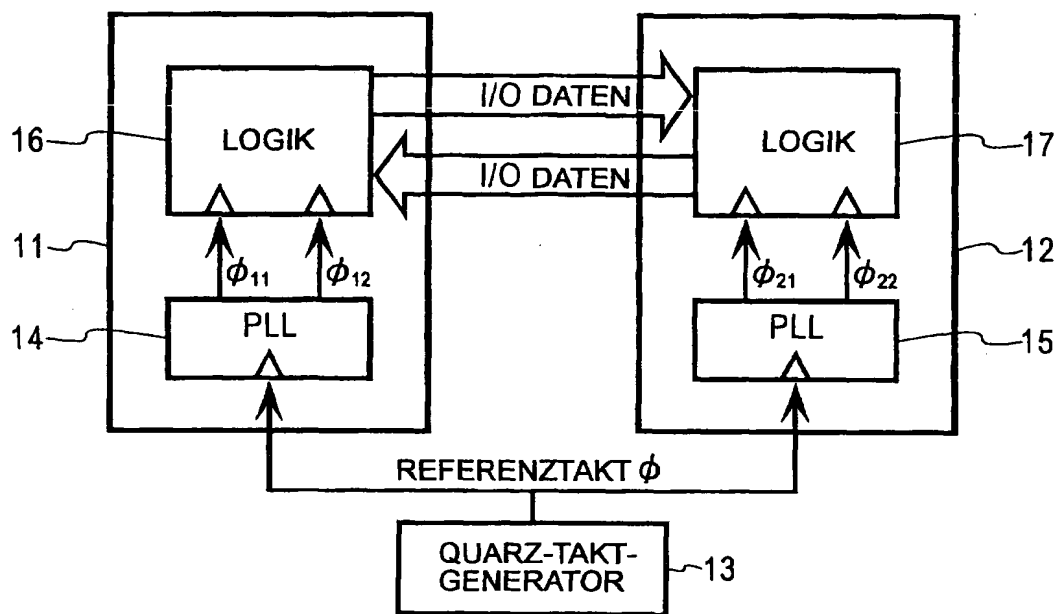 16
LOGIK
I/O DATEN
I/O DATEN
LOGIK
17
11
ϕ11
ϕ12
ϕ21
ϕ22
12
14
PLL
PLL
15
REFERENZTAKT ϕ
QUARZ-TAKT-
GENERATOR
13